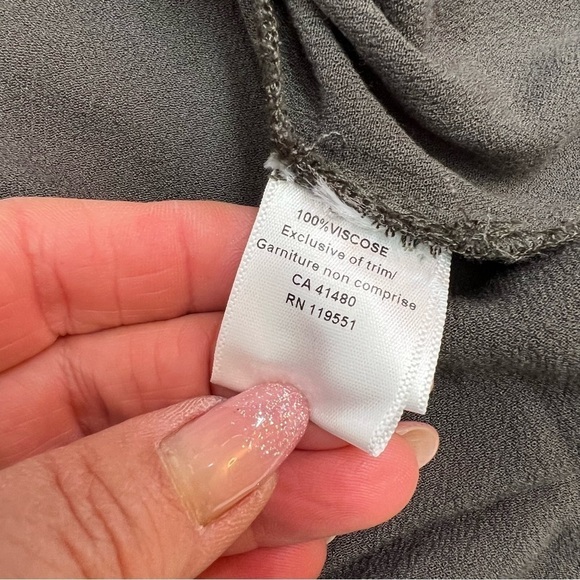 100%VISCOSE
Exclusive of trim/
Garniture non comprise
CA 41480
RN 119551